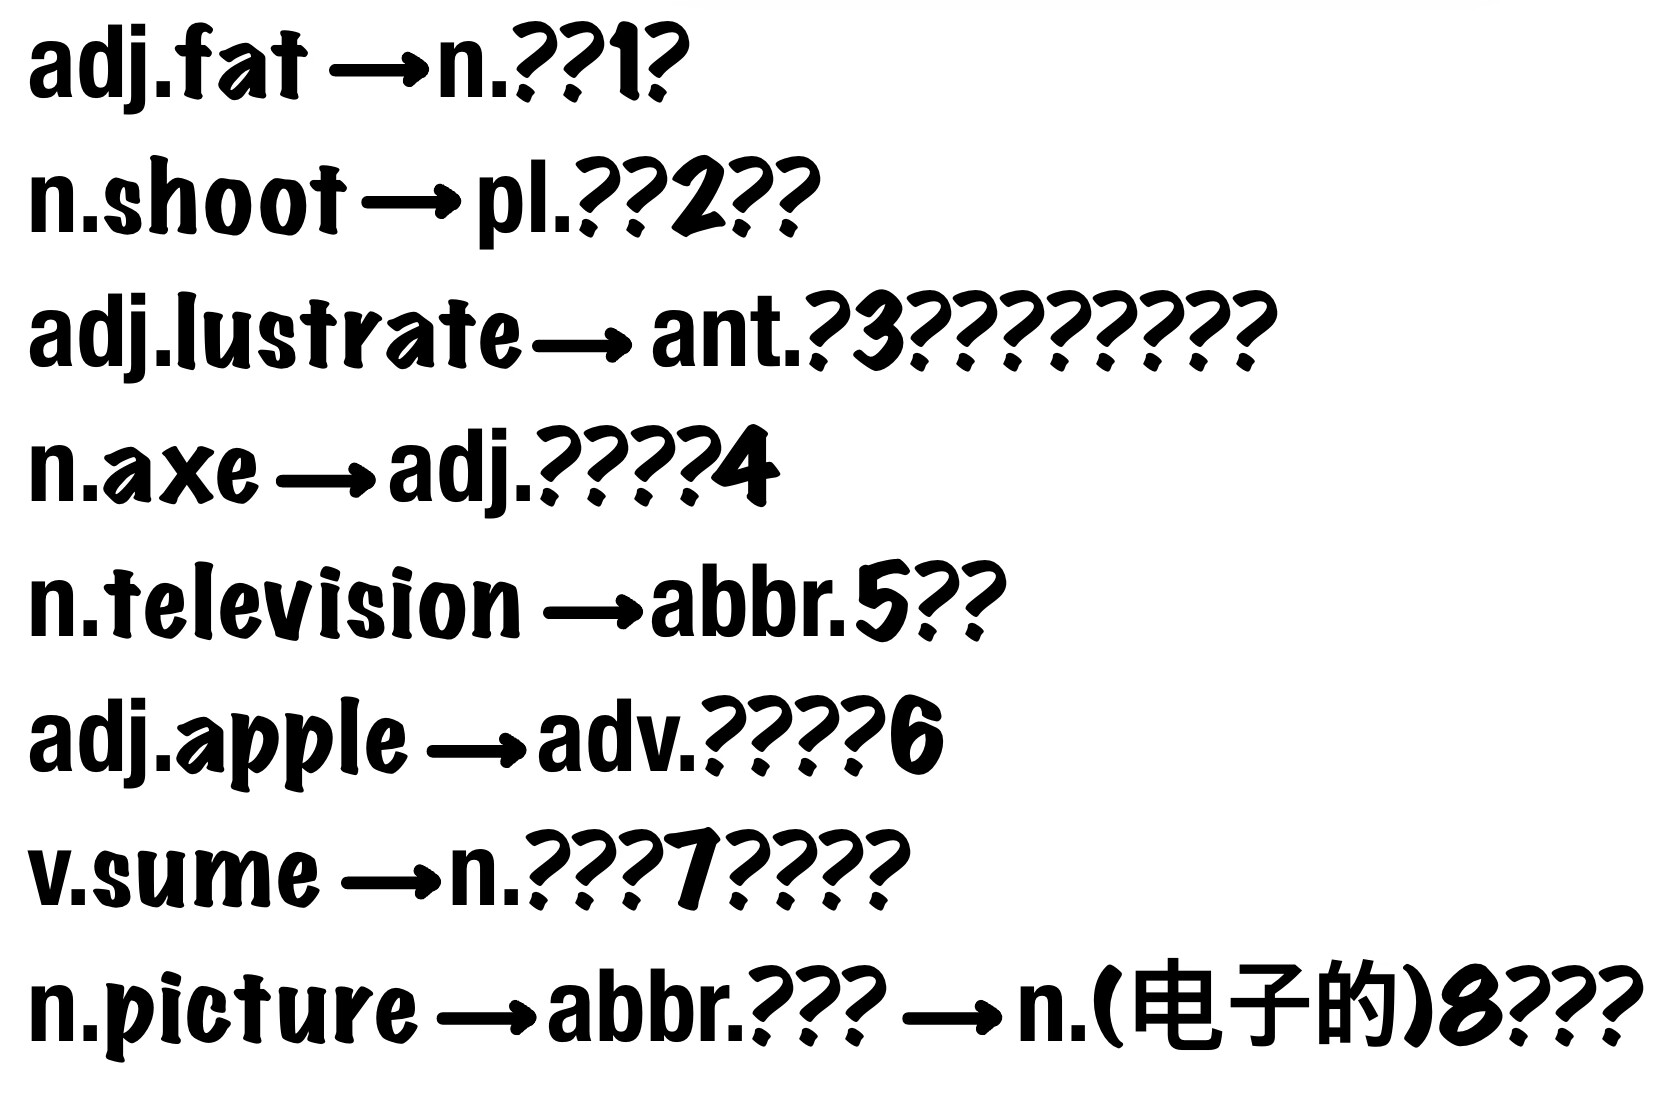 adj.fat→n.??1?
n.shoot→pl.??2??
adj.lustrate→ant.?3????????
n.axe→adj.????4
n.television→abbr.5??
adj.apple→adv.????6
v.sume→n.???7????
n.picture→abbr.???→n.(电子的)8???